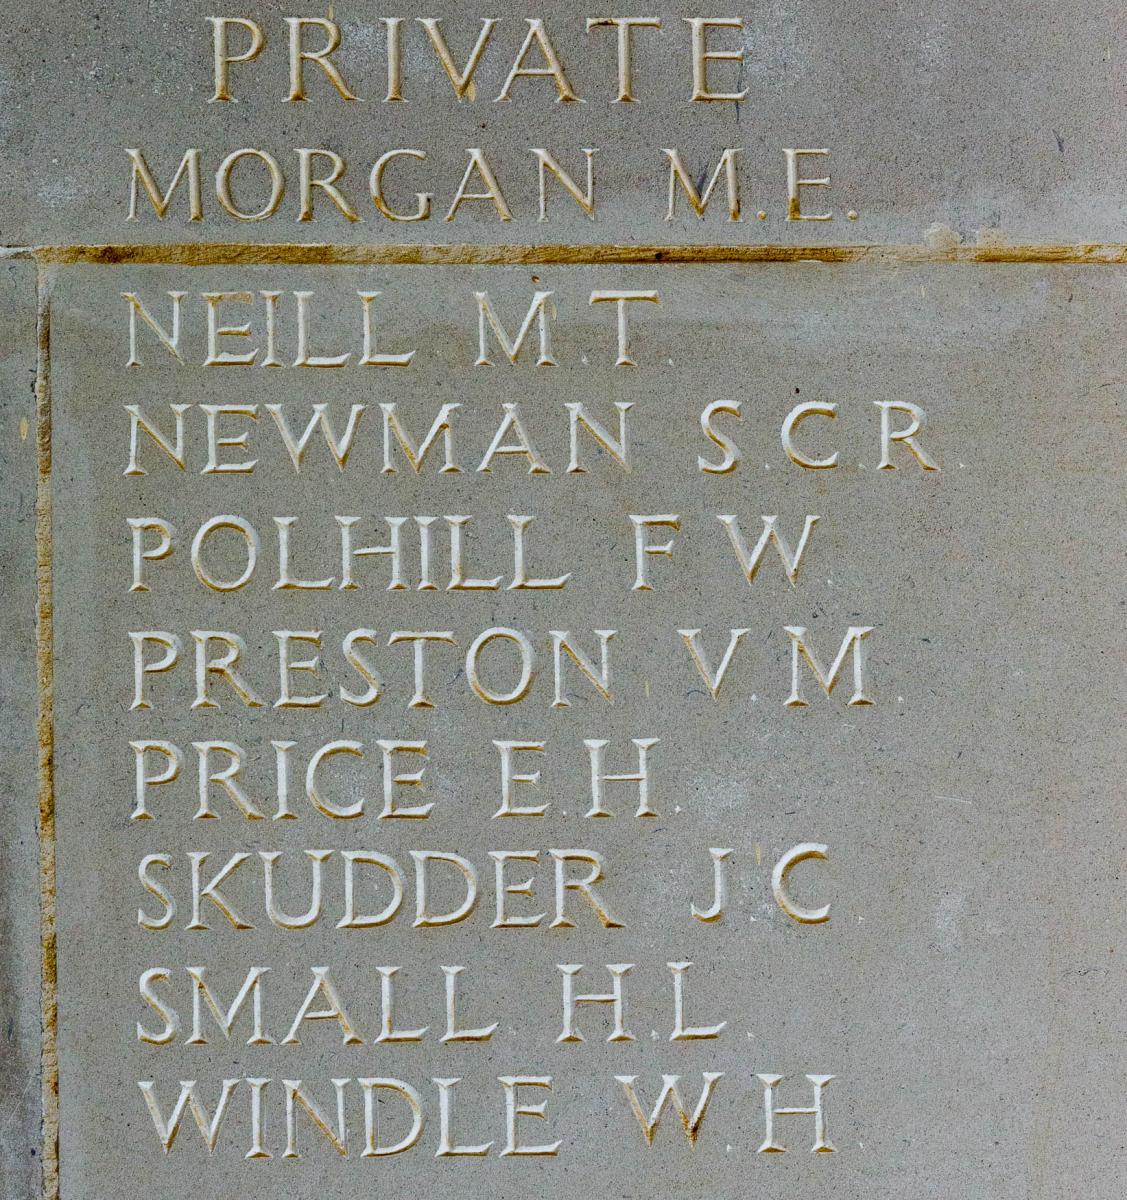 PRIVATE
MORGAN M.E.
NEILL M.T.
NEWMAN S.C.R.
POLHILL F.W.
PRESTON V.M.
PRICE E.H.
SKUDDER J.C.
SMALL H.L.
WINDLE W.H.